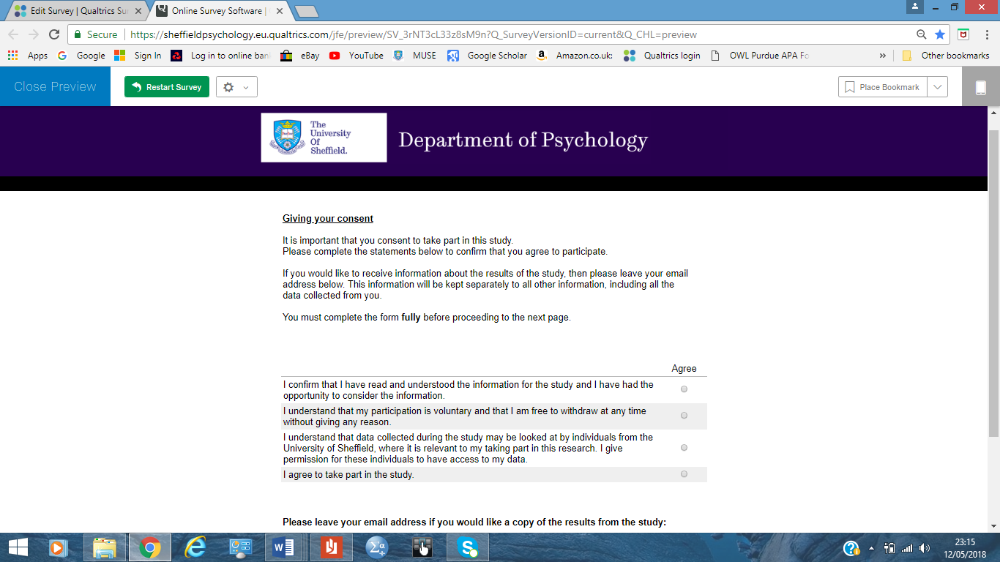 Edit Survey | Qualtrics Sur
Online Survey Software |
Secure https://sheffieldpsychology.eu.qualtrics.com/jfe/preview/SV_3rNT3cL33z8sM9n?Q_SurveyVersionID=current&Q_CHL=preview
Apps Google Sign In Log in to online ban eBay YouTube MUSE Google Scholar Amazon.co.uk: Qualtrics login OWL Purdue APA Fo » Other bookmarks
Close Preview Restart Survey Place Bookmark
The
University
Of
Sheffield.
Department of Psychology
Giving your consent
It is important that you consent to take part in this study.
Please complete the statements below to confirm that you agree to participate.
If you would like to receive information about the results of the study, then please leave your email
address below. This information will be kept separately to all other information, including all the
data collected from you.
You must complete the form fully before proceeding to the next page.
Agree
I confirm that I have read and understood the information for the study and I have had the
opportunity to consider the information.
I understand that my participation is voluntary and that I am free to withdraw at any time
without giving any reason.
I understand that data collected during the study may be looked at by individuals from the
University of Sheffield, where it is relevant to my taking part in this research. I give
permission for these individuals to have access to my data.
I agree to take part in the study.
Please leave your email address if you would like a copy of the results from the study:
23:15
12/05/2018